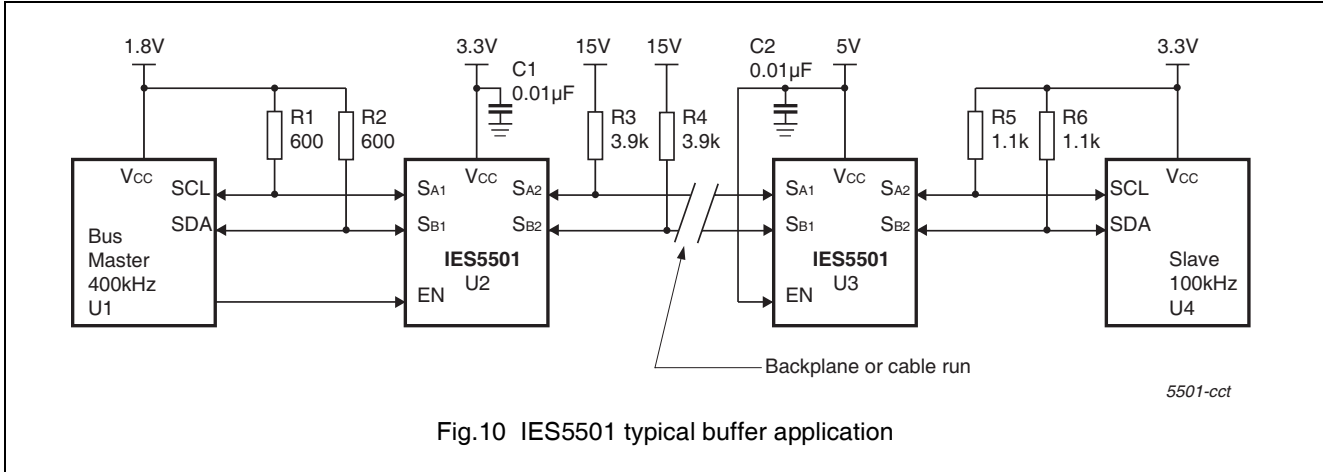 1.8V
3.3V
15V
15V
C2
0.01µF
5V
3.3V
C1
0.01µF
R1
600
R2
600
R3
3.9k
R4
3.9k
R5
1.1k
R6
1.1k
VCC
SCL
SDA
Bus
Master
400kHz
U1
VCC
SA1
SA2
SB1
SB2
IES5501
U2
EN
VCC
SA1
SA2
SB1
SB2
IES5501
U3
EN
VCC
SCL
SDA
Slave
100kHz
U4
Backplane or cable run
5501-cct
Fig.10 IES5501 typical buffer application